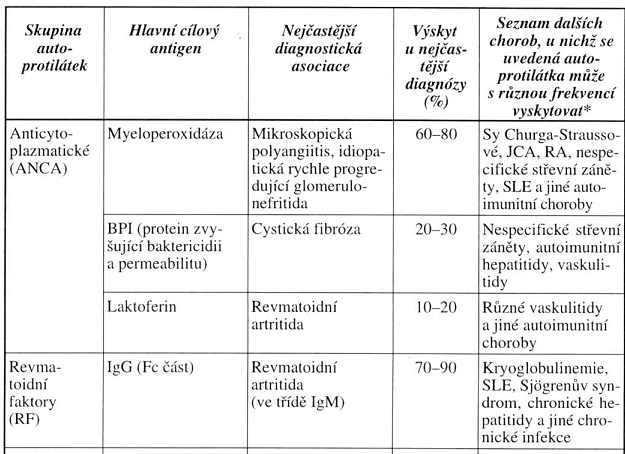 Skupina
auto-
protilátek
Hlavní cílový
antigen
Nejčastější
diagnostická
asociace
Výskyt
u nejčas-
tější
diagnózy
(%)
Seznam dalších
chorob, u nichž se
uvedená auto-
protilátka může
s různou frekvencí
vyskytovat*
Anticyto-
plazmatické
(ANCA)
Myeloperoxidáza
Mikroskopická
polyangiitis, idiopa-
tická rychle progre-
dující glomerulo-
nefritida
60–80
Sy Churga-Strausso-
vé, JCA, RA, nespe-
cifické střevní záně-
ty, SLE a jiné auto-
imunitní choroby
BPI (protein zvy-
šující baktericidii
a permeabilitu)
Cystická fibróza
20–30
Nespecifické střevní
záněty, autoimunitní
hepatitidy, vaskuli-
tidy
Laktoferin
Revmatoidní
artritida
10–20
Různé vaskulitidy
a jiné autoimunitní
choroby
Revma-
toidní
faktory
(RF)
IgG (Fc část)
Revmatoidní
artritida
(ve třídě IgM)
70–90
Kryoglobulinemie,
SLE, Sjögrenův syn-
drom, chronické he-
patitidy a jiné chro-
nické infekce